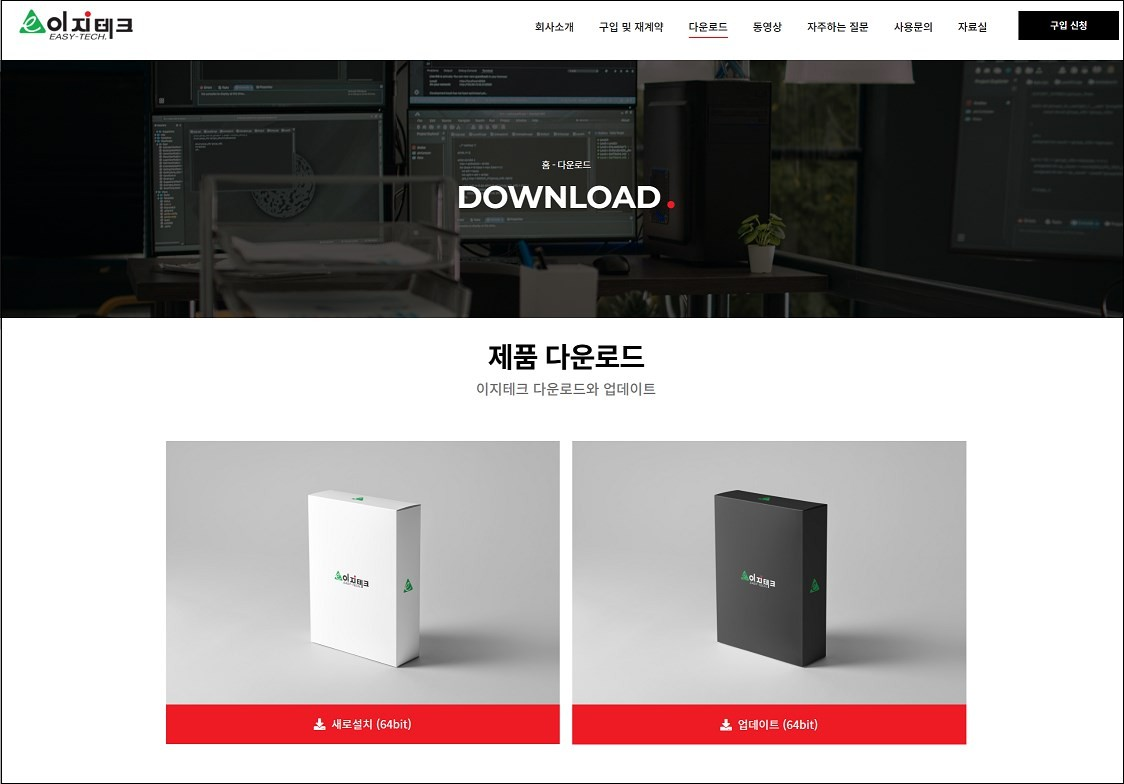 이지테크
EASY-TECH.
회사소개 구입 및 재계약 다운로드 동영상 자주하는 질문 사용문의 자료실 구입 신청
홈 - 다운로드
DOWNLOAD.
제품 다운로드
이지테크 다운로드와 업데이트
이지테크
이지테크
새로설치 (64bit)
업데이트 (64bit)